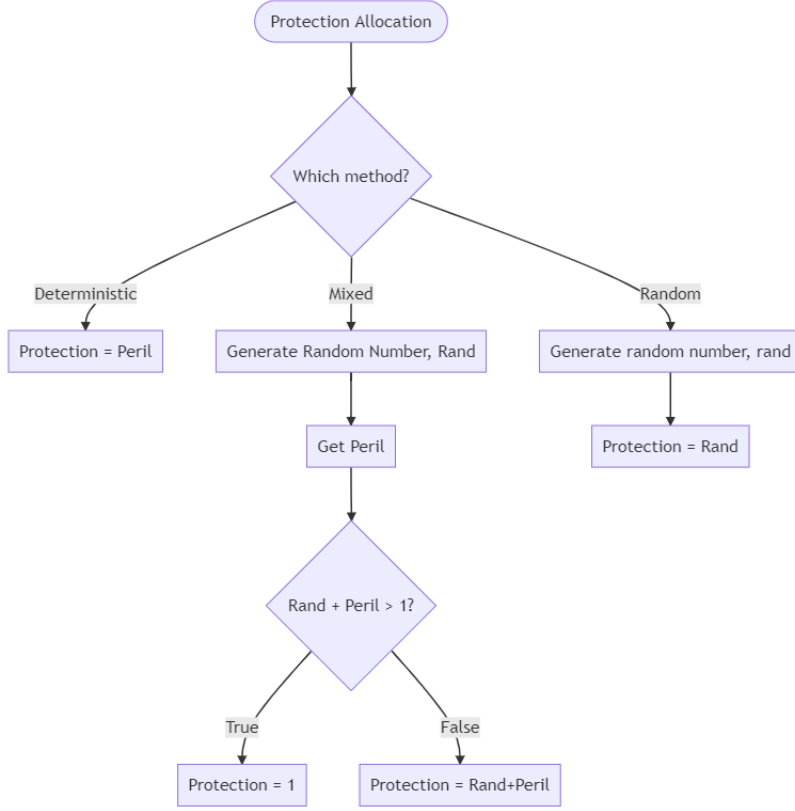 Protection Allocation
Which method?
Deterministic
Mixed
Random
Protection = Peril
Generate Random Number, Rand
Generate random number, rand
Get Peril
Protection = Rand
Rand + Peril > 1?
True
False
Protection = 1
Protection = Rand+Peril